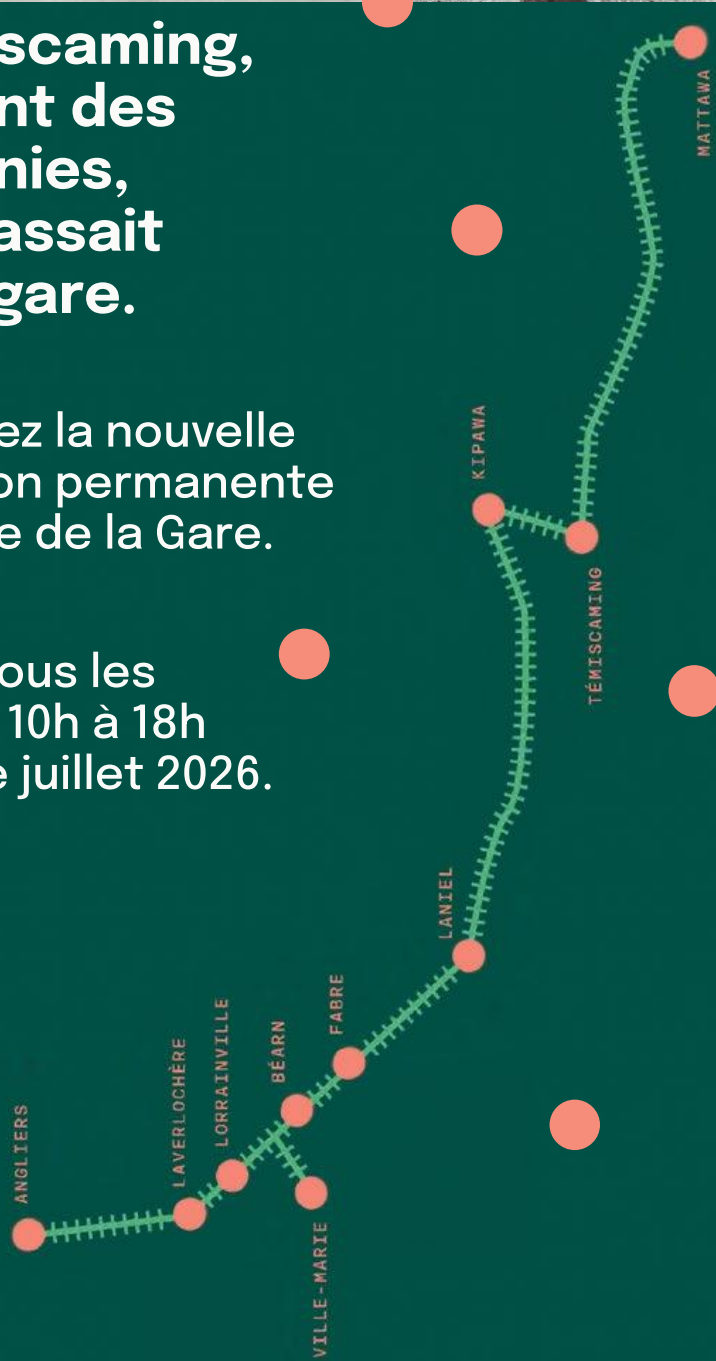 scaming,
nt des
nies,
assait
gare.
ez la nouvelle
on permanente
e de la Gare.
ous les
10h à 18h
e juillet 2026.
MATTAWA
KIPAWA
TÉMISCAMING
LANIEL
FABRE
BÉARN
LORRAINVILLE
LAVERLOCHÈRE
ANGLIERS
VILLE-MARIE